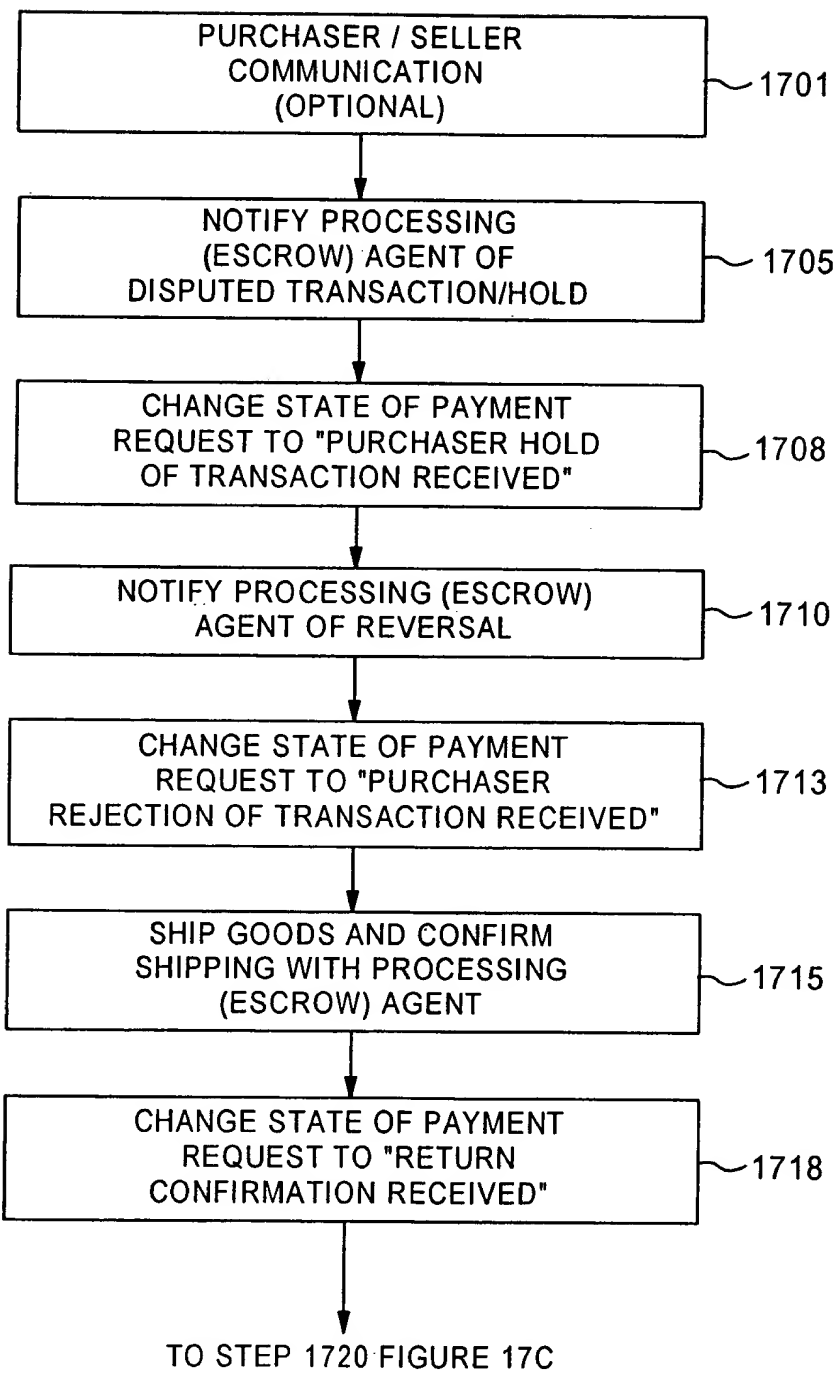 PURCHASER / SELLER
COMMUNICATION
(OPTIONAL)
1701
NOTIFY PROCESSING
(ESCROW) AGENT OF
DISPUTED TRANSACTION/HOLD
1705
CHANGE STATE OF PAYMENT
REQUEST TO "PURCHASER HOLD
OF TRANSACTION RECEIVED"
1708
NOTIFY PROCESSING (ESCROW)
AGENT OF REVERSAL
1710
CHANGE STATE OF PAYMENT
REQUEST TO "PURCHASER
REJECTION OF TRANSACTION RECEIVED"
1713
SHIP GOODS AND CONFIRM
SHIPPING WITH PROCESSING
(ESCROW) AGENT
1715
CHANGE STATE OF PAYMENT
REQUEST TO "RETURN
CONFIRMATION RECEIVED"
1718
TO STEP 1720 FIGURE 17C